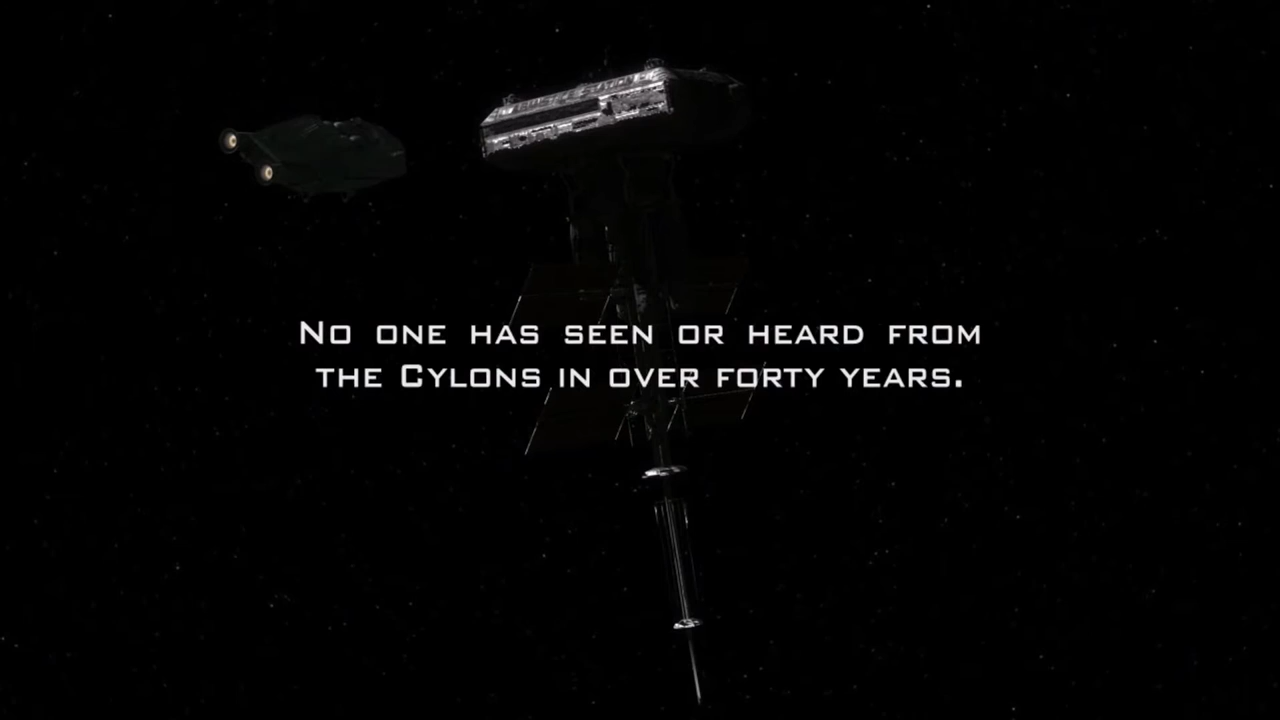 No one has seen or heard from
the Cylons in over forty years.